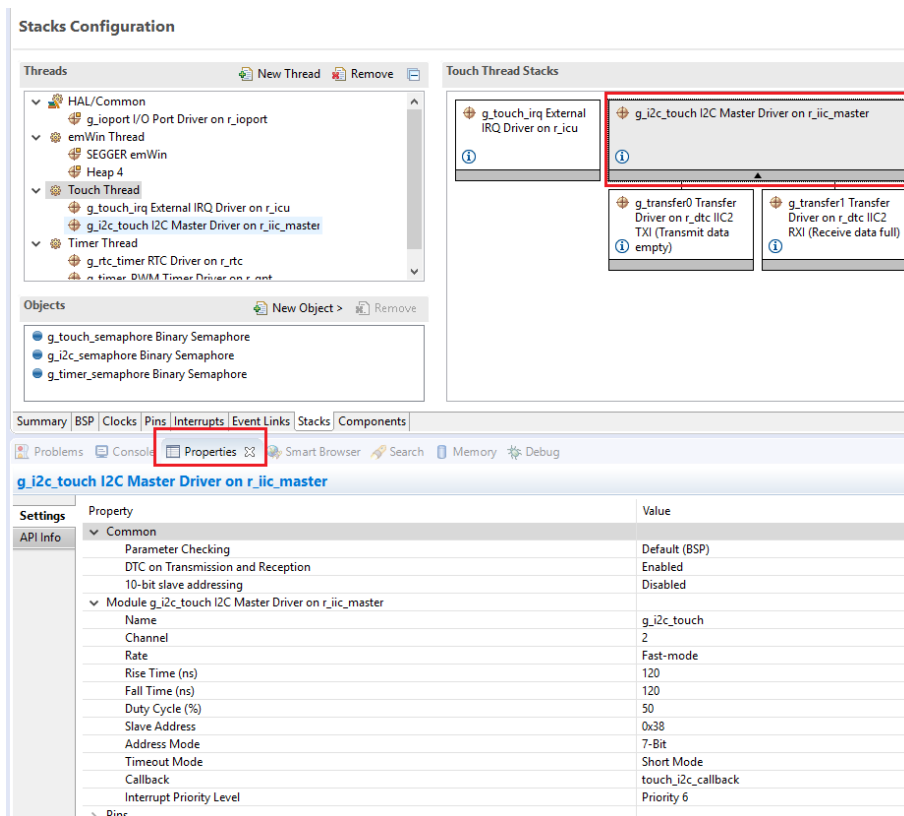 Stacks Configuration
Threads
New Thread
Remove
HAL/Common
g_ioport I/O Port Driver on r_ioport
emWin Thread
SEGGER emWin
Heap 4
Touch Thread
g_touch_irq External IRQ Driver on r_icu
g_i2c_touch I2C Master Driver on r_iic_master
Timer Thread
g_rtc_timer RTC Driver on r_rtc
g_timer_PWM Timer Driver on r_gpt
Objects
New Object >
Remove
g_touch_semaphore Binary Semaphore
g_i2c_semaphore Binary Semaphore
g_timer_semaphore Binary Semaphore
Touch Thread Stacks
g_touch_irq External
IRQ Driver on r_icu
g_i2c_touch I2C Master Driver on r_iic_master
g_transfer0 Transfer
Driver on r_dtc IIC2
TXI (Transmit data
empty)
g_transfer1 Transfer
Driver on r_dtc IIC2
RXI (Receive data full)
Summary BSP Clocks Pins Interrupts Event Links Stacks Components
Problems Console Properties Smart Browser Search Memory Debug
g_i2c_touch I2C Master Driver on r_iic_master
Settings
API Info
Property Value
Common
Parameter Checking Default (BSP)
DTC on Transmission and Reception Enabled
10-bit slave addressing Disabled
Module g_i2c_touch I2C Master Driver on r_iic_master
Name g_i2c_touch
Channel 2
Rate Fast-mode
Rise Time (ns) 120
Fall Time (ns) 120
Duty Cycle (%) 50
Slave Address 0x38
Address Mode 7-Bit
Timeout Mode Short Mode
Callback touch_i2c_callback
Interrupt Priority Level Priority 6
Pins